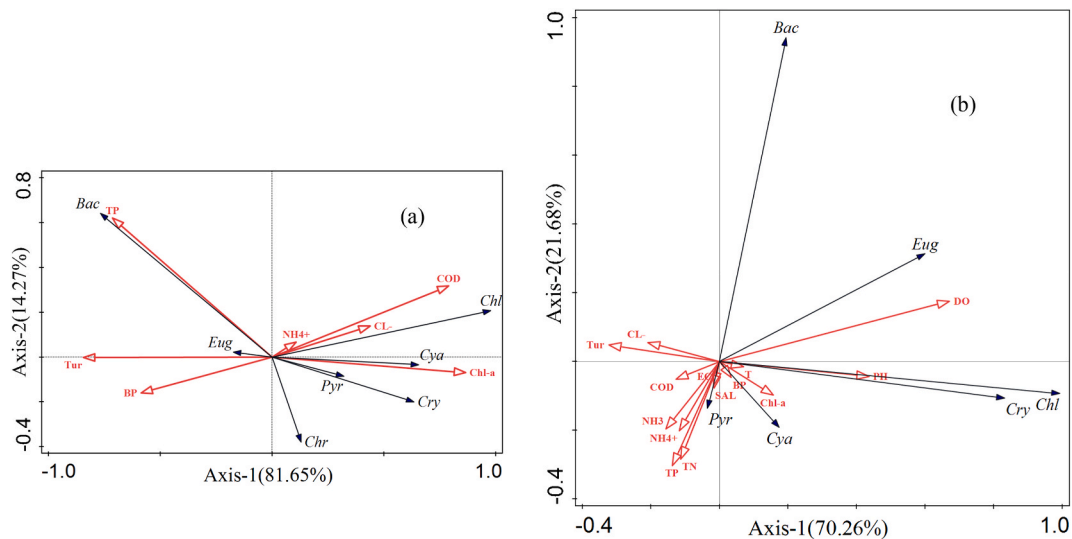 0.8
Bac
TP
(a)
COD
Chl
CL-
NH4+
Eug
Cya
Tur
Chl-a
Pyr
BP
Cry
Chr
-0.4
-1.0
1.0
Axis-1(81.65%)
Axis-2(14.27%)
1.0
Bac
(b)
Eug
DO
CL-
Tur
EC
T
BP
PH
COD
SAL
Chl-a
Cry
Chl
Pyr
NH3
Cya
NH4+
TP
TN
-0.4
-0.4
1.0
Axis-1(70.26%)
Axis-2(21.68%)